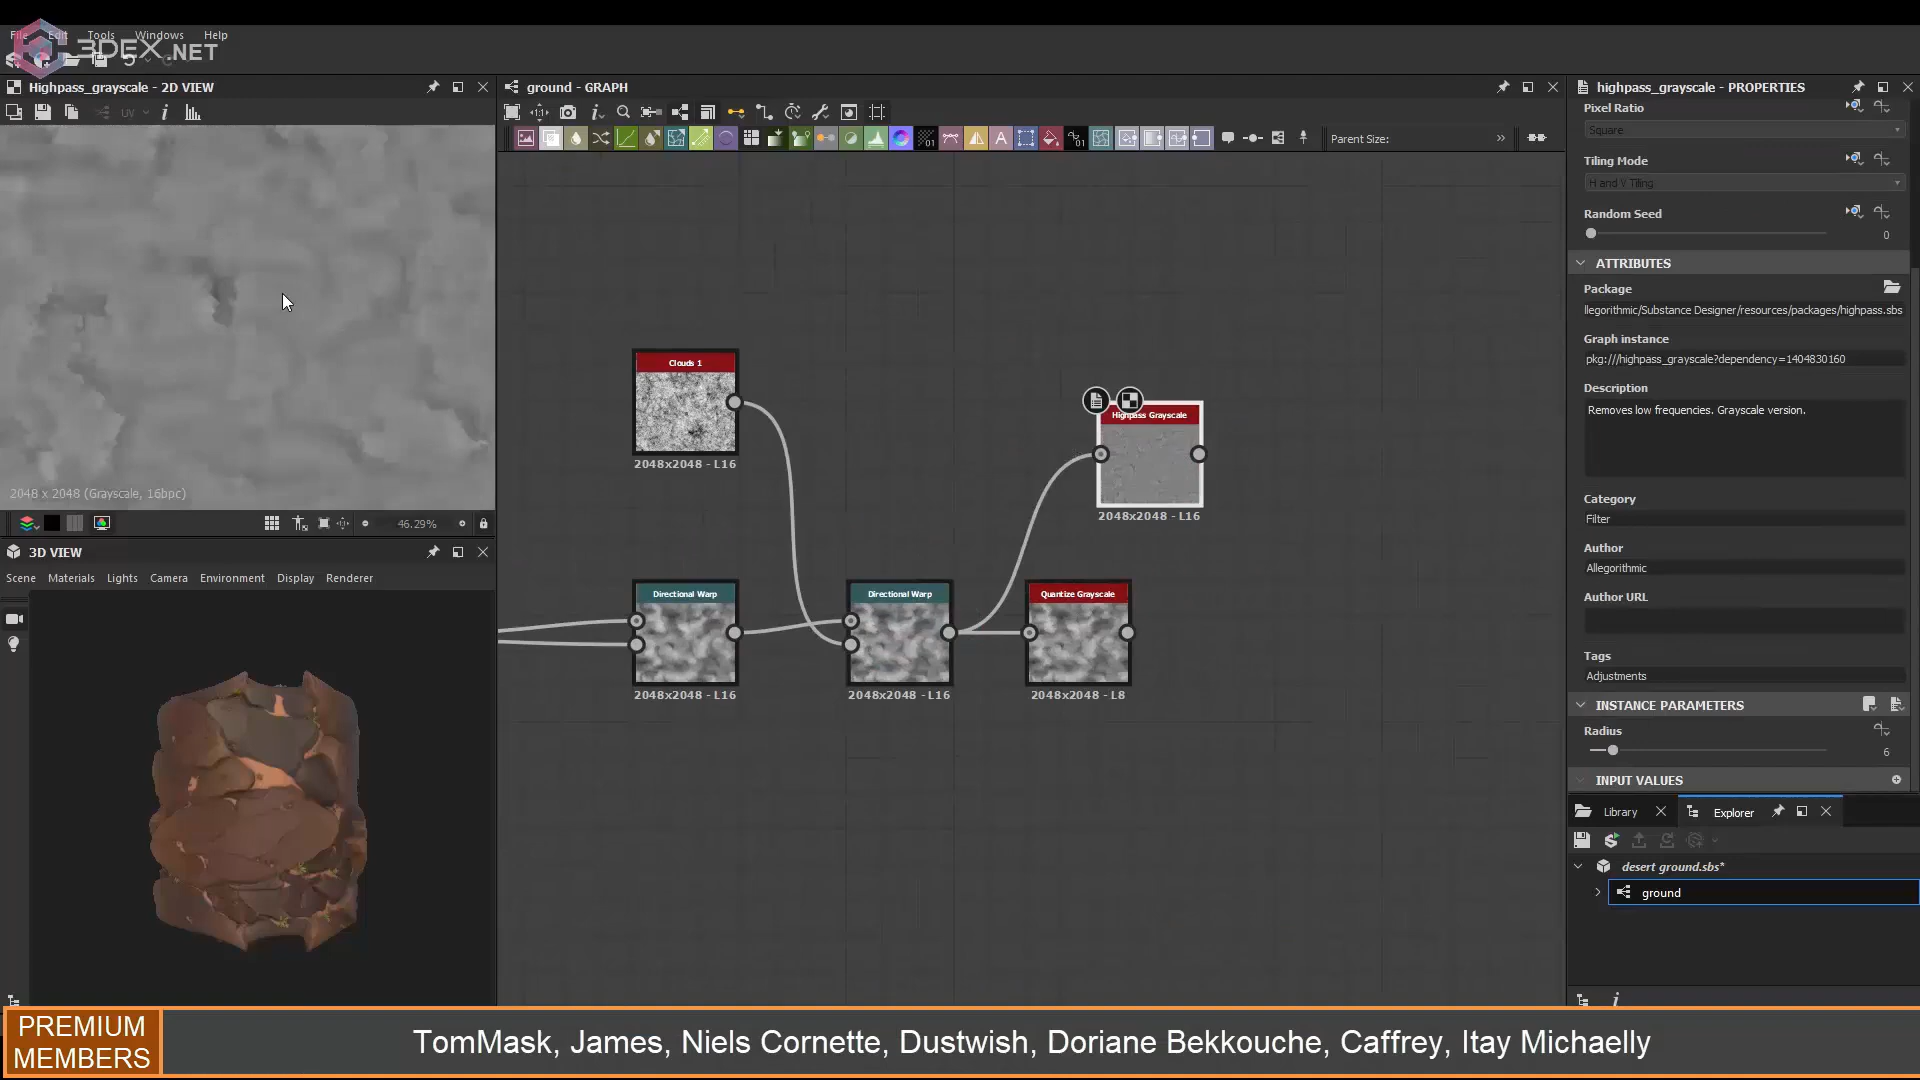 File Edit Tools Windows Help
3DEX.NET
Highpass_grayscale - 2D VIEW
UV
2048 x 2048 (Grayscale, 16bpc)
46.29%
3D VIEW
Scene Materials Lights Camera Environment Display Renderer
ground - GRAPH
Parent Size:
Clouds 1
2048x2048 - L16
Highpass Grayscale
2048x2048 - L16
Directional Warp
2048x2048 - L16
Directional Warp
2048x2048 - L16
Quantize Grayscale
2048x2048 - L8
highpass_grayscale - PROPERTIES
Pixel Ratio
Square
Tiling Mode
H and V Tiling
Random Seed
0
ATTRIBUTES
Package
llegorithmic/Substance Designer/resources/packages/highpass.sbs
Graph instance
pkg:///highpass_grayscale?dependency=1404830160
Description
Removes low frequencies. Grayscale version.
Category
Filter
Author
Allegorithmic
Author URL
Tags
Adjustments
INSTANCE PARAMETERS
Radius
6
INPUT VALUES
Library Explorer
desert ground.sbs*
ground
PREMIUM
MEMBERS
TomMask, James, Niels Cornette, Dustwish, Doriane Bekkouche, Caffrey, Itay Michaelly